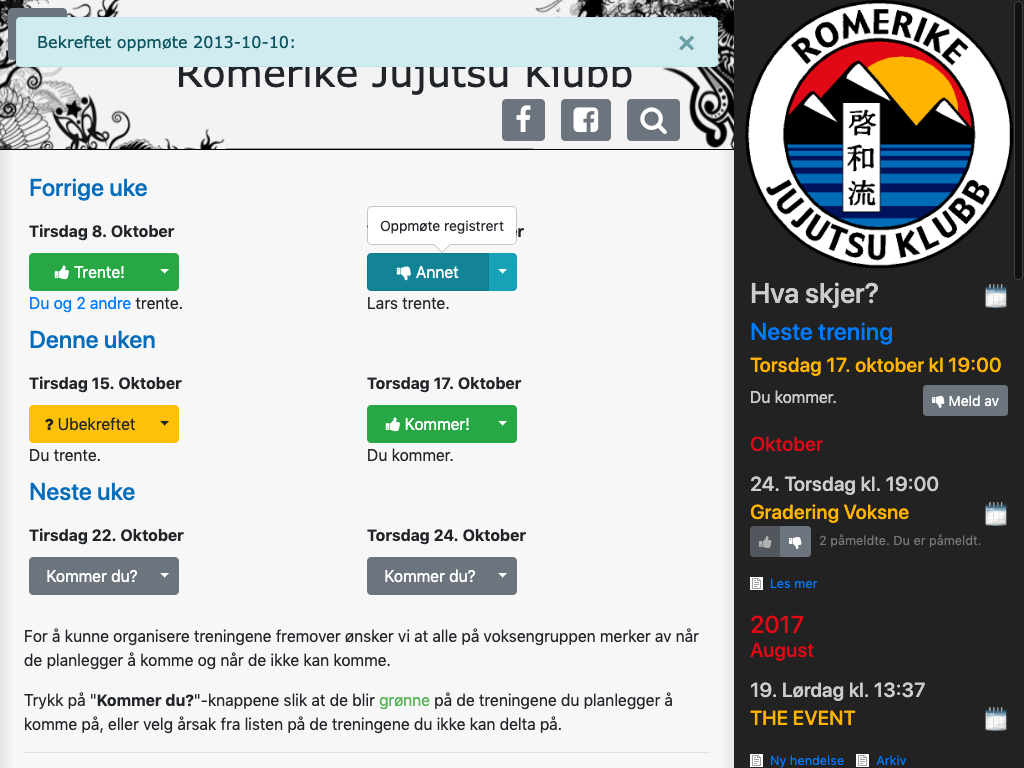 Bekreftet oppmøte 2013-10-10:
×
Romerike Jujutsu Klubb
Forrige uke
Tirsdag 8. Oktober
Oppmøte registrert
r
Trente!
Annet
Du og 2 andre trente.
Lars trente.
Denne uken
Tirsdag 15. Oktober
Torsdag 17. Oktober
? Ubekreftet
Kommer!
Du trente.
Du kommer.
Neste uke
Tirsdag 22. Oktober
Torsdag 24. Oktober
Kommer du?
Kommer du?
For å kunne organisere treningene fremover ønsker vi at alle på voksengruppen merker av når
de planlegger å komme og når de ikke kan komme.
Trykk på "Kommer du?"-knappene slik at de blir grønne på de treningene du planlegger å
komme på, eller velg årsak fra listen på de treningene du ikke kan delta på.
ROMERIKE
啓和流
JUJUTSU KLUBB
Hva skjer?
Neste trening
Torsdag 17. oktober kl 19:00
Du kommer.
Meld av
Oktober
24. Torsdag kl. 19:00
Gradering Voksne
2 påmeldte. Du er påmeldt.
Les mer
2017
August
19. Lørdag kl. 13:37
THE EVENT
Ny hendelse
Arkiv